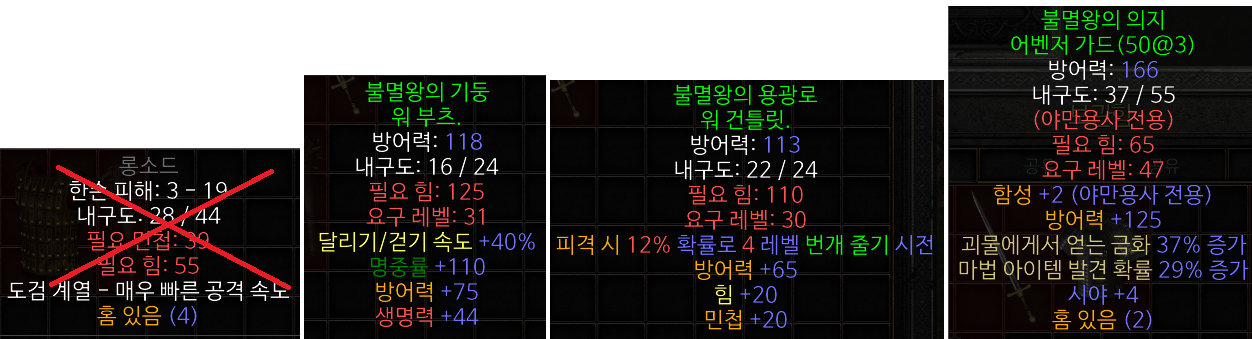 롱소드
한손 피해: 3 - 19
내구도: 28 / 44
필요 민첩: 39
필요 힘: 55
도검 계열 - 매우 빠른 공격 속도
홈 있음 (4)
불멸왕의 기둥
워 부츠.
방어력: 118
내구도: 16 / 24
필요 힘: 125
요구 레벨: 31
달리기/걷기 속도 +40%
명중률 +110
방어력 +75
생명력 +44
불멸왕의 용광로
워 건틀릿.
방어력: 113
내구도: 22 / 24
필요 힘: 110
요구 레벨: 30
피격 시 12% 확률로 4 레벨 번개 줄기 시전
방어력 +65
힘 +20
민첩 +20
불멸왕의 의지
어벤저 가드(50@3)
방어력: 166
내구도: 37 / 55
(야만용사 전용)
필요 힘: 65
요구 레벨: 47
함성 +2 (야만용사 전용)
방어력 +125
괴물에게서 얻는 금화 37% 증가
마법 아이템 발견 확률 29% 증가
시야 +4
홈 있음 (2)